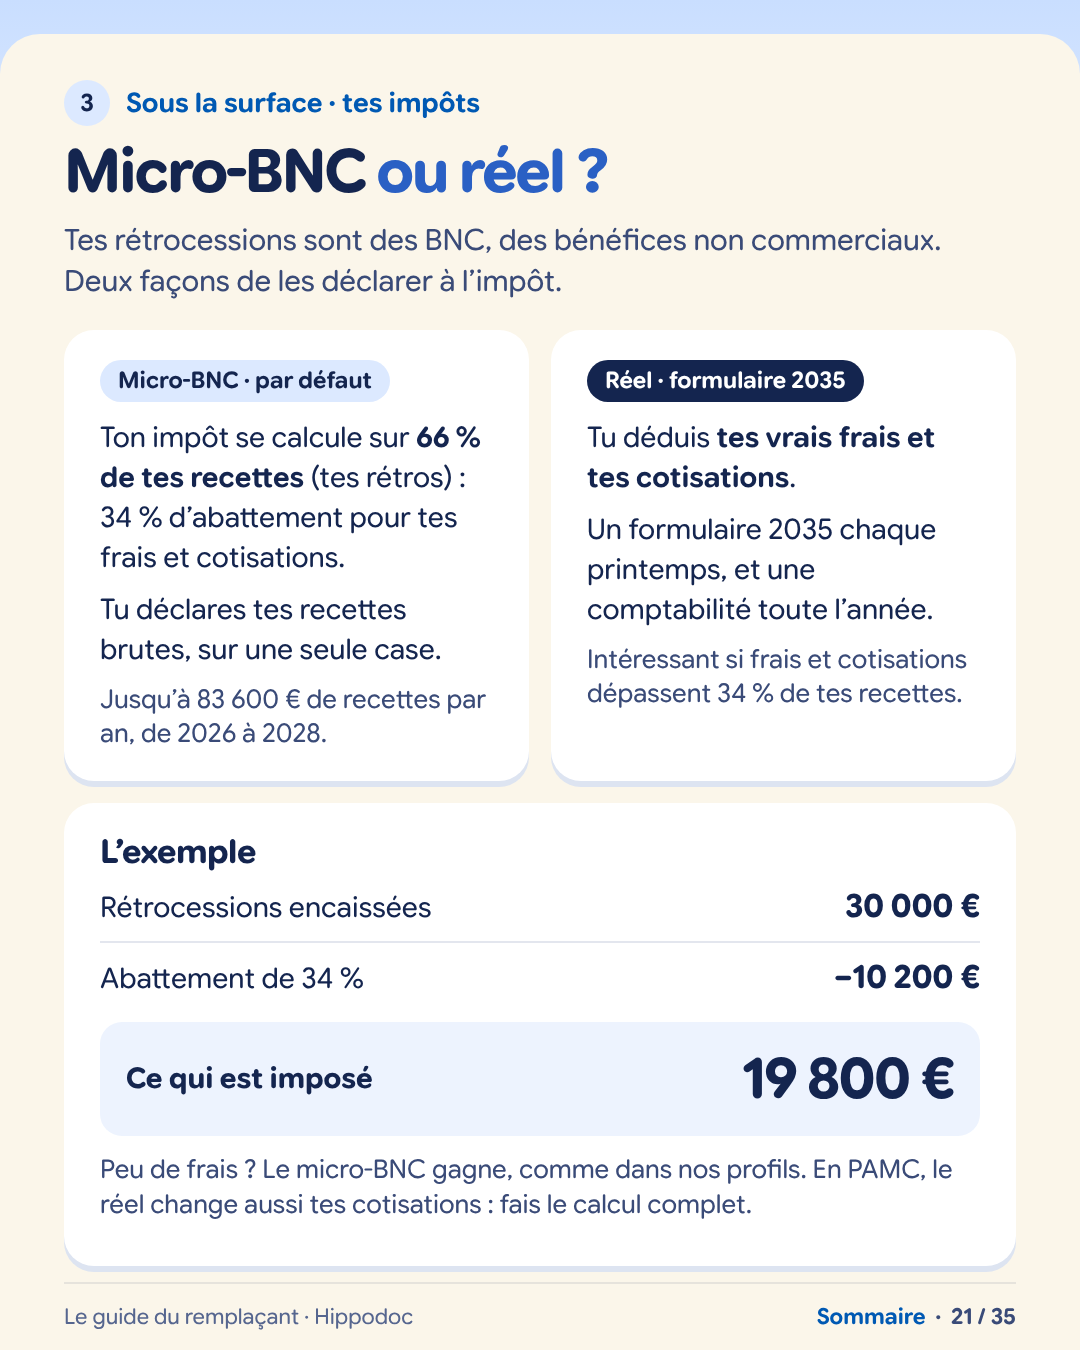 3 Sous la surface · tes impôts
Micro-BNC ou réel ?
Tes rétrocessions sont des BNC, des bénéfices non commerciaux.
Deux façons de les déclarer à l’impôt.
Micro-BNC · par défaut
Ton impôt se calcule sur 66 %
de tes recettes (tes rétros) :
34 % d’abattement pour tes
frais et cotisations.
Tu déclares tes recettes
brutes, sur une seule case.
Jusqu’à 83 600 € de recettes par
an, de 2026 à 2028.
Réel · formulaire 2035
Tu déduis tes vrais frais et
tes cotisations.
Un formulaire 2035 chaque
printemps, et une
comptabilité toute l’année.
Intéressant si frais et cotisations
dépassent 34 % de tes recettes.
L’exemple
Rétrocessions encaissées 30 000 €
Abattement de 34 % −10 200 €
Ce qui est imposé 19 800 €
Peu de frais ? Le micro-BNC gagne, comme dans nos profils. En PAMC, le
réel change aussi tes cotisations : fais le calcul complet.
Le guide du remplaçant · Hippodoc Sommaire · 21 / 35